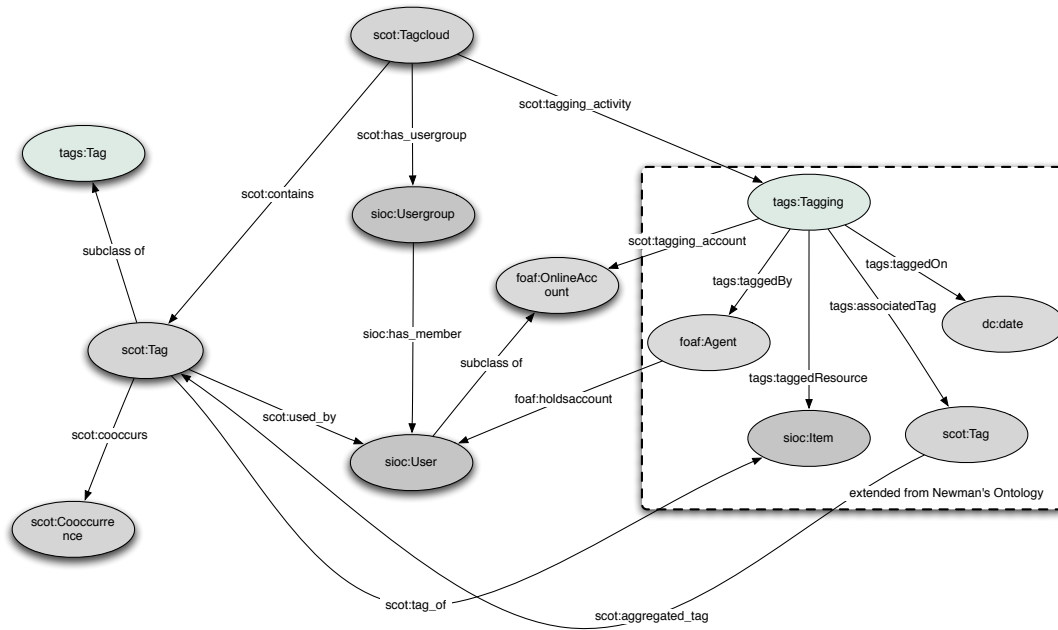 scot:Tagcloud
scot:tagging_activity
scot:has_usergroup
tags:Tag
scot:contains
tags:Tagging
sioc:Usergroup
scot:tagging_account
subclass of
tags:taggedOn
foaf:OnlineAcc
ount
tags:taggedBy
tags:associatedTag
dc:date
sioc:has_member
foaf:Agent
scot:Tag
subclass of
tags:taggedResource
foaf:holdsaccount
scot:used_by
scot:cooccurs
sioc:User
sioc:Item
scot:Tag
extended from Newman's Ontology
scot:Cooccurre
nce
scot:tag_of
scot:aggregated_tag